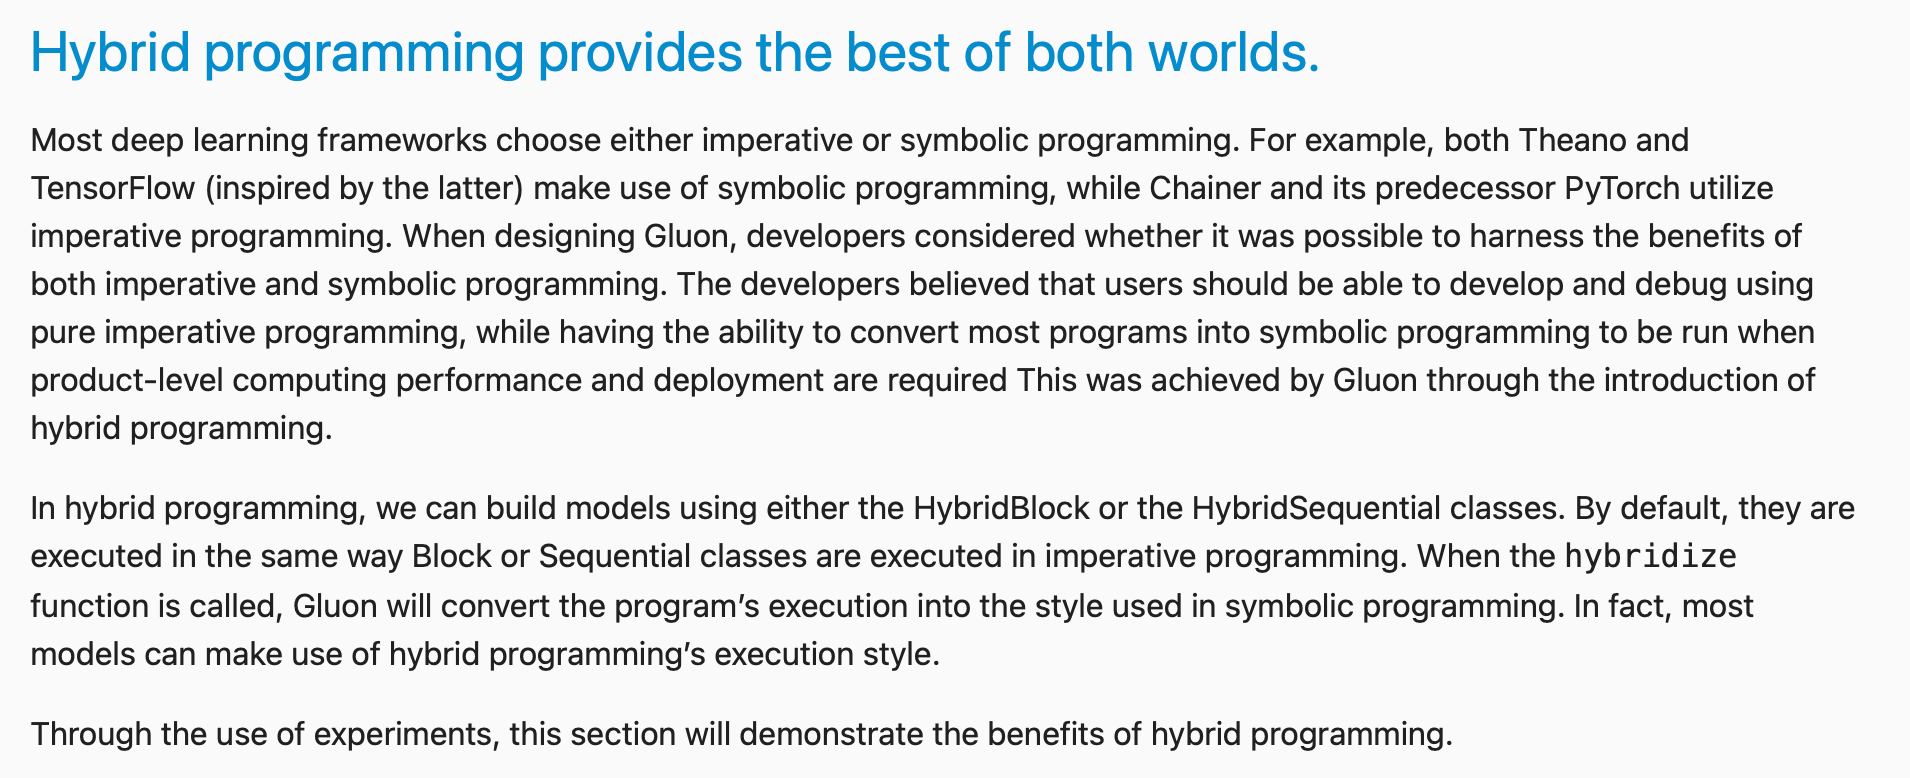 Hybrid programming provides the best of both worlds.
Most deep learning frameworks choose either imperative or symbolic programming. For example, both Theano and
TensorFlow (inspired by the latter) make use of symbolic programming, while Chainer and its predecessor PyTorch utilize
imperative programming. When designing Gluon, developers considered whether it was possible to harness the benefits of
both imperative and symbolic programming. The developers believed that users should be able to develop and debug using
pure imperative programming, while having the ability to convert most programs into symbolic programming to be run when
product-level computing performance and deployment are required This was achieved by Gluon through the introduction of
hybrid programming.
In hybrid programming, we can build models using either the HybridBlock or the HybridSequential classes. By default, they are
executed in the same way Block or Sequential classes are executed in imperative programming. When the hybridize
function is called, Gluon will convert the program’s execution into the style used in symbolic programming. In fact, most
models can make use of hybrid programming’s execution style.
Through the use of experiments, this section will demonstrate the benefits of hybrid programming.